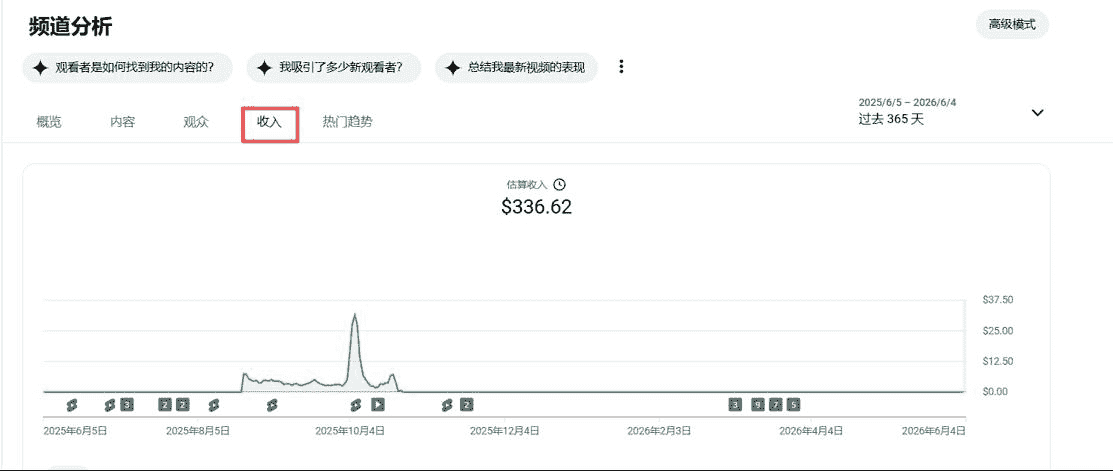 频道分析
高级模式
观看者是如何找到我的内容的?
我吸引了多少新观看者?
总结我最新视频的表现
概览
内容
观众
收入
热门趋势
2025/6/5 – 2026/6/4
过去 365 天
估算收入
$336.62
$37.50
$25.00
$12.50
$0.00
3 2 2 2 3 9 7 5
2025年6月5日 2025年8月5日 2025年10月4日 2025年12月4日 2026年2月3日 2026年4月4日 2026年6月4日